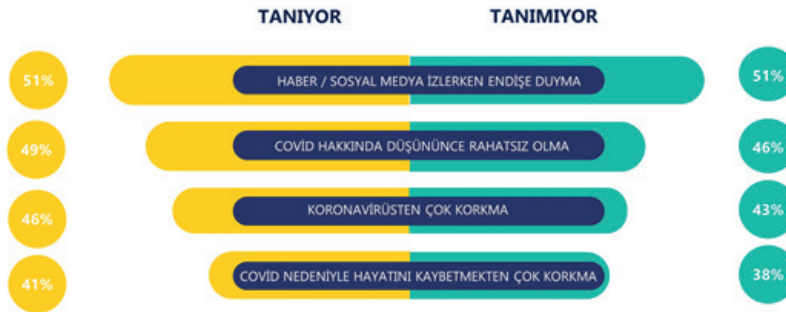 TANIYOR TANIMIYOR
51% HABER / SOSYAL MEDYA İZLERKEN ENDİŞE DUYMA 51%
49% COVİD HAKKINDA DÜŞÜNÜNCE RAHATSIZ OLMA 46%
46% KORONAVİRÜSTEN ÇOK KORKMA 43%
41% COVİD NEDENİYLE HAYATINI KAYBETMEKTEN ÇOK KORKMA 38%